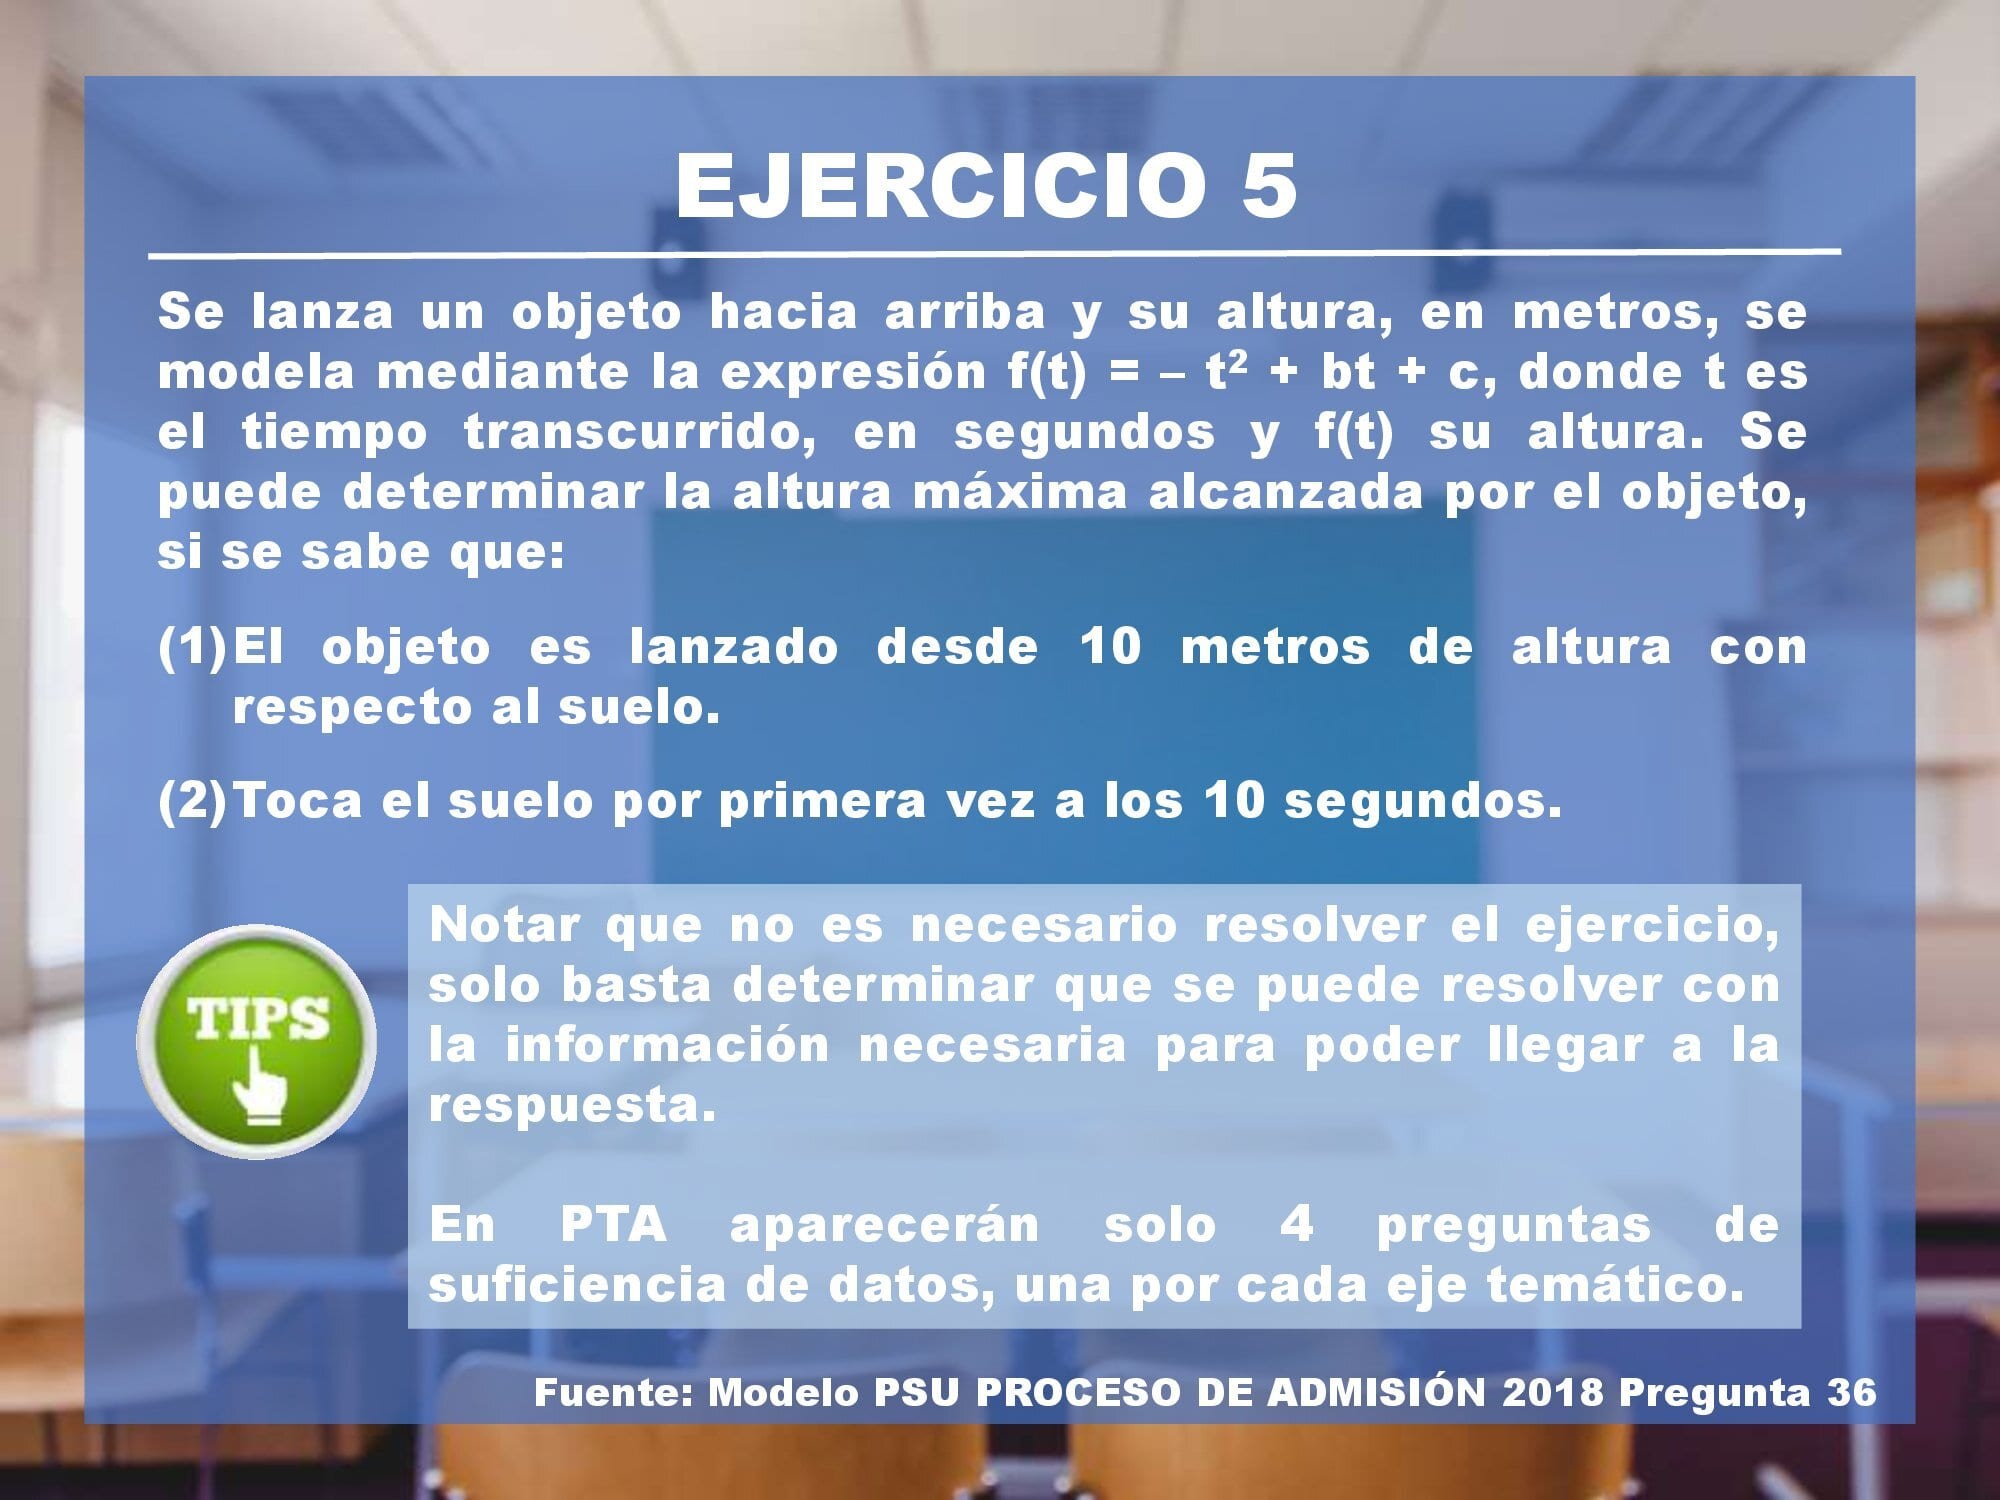 EJERCICIO 5
Se lanza un objeto hacia arriba y su altura, en metros, se
modela mediante la expresión f(t) = – t² + bt + c, donde t es
el tiempo transcurrido, en segundos y f(t) su altura. Se
puede determinar la altura máxima alcanzada por el objeto,
si se sabe que:
(1) El objeto es lanzado desde 10 metros de altura con
respecto al suelo.
(2) Toca el suelo por primera vez a los 10 segundos.
Notar que no es necesario resolver el ejercicio,
solo basta determinar que se puede resolver con
la información necesaria para poder llegar a la
respuesta.
TIPS
En PTA aparecerán solo 4 preguntas de
suficiencia de datos, una por cada eje temático.
Fuente: Modelo PSU PROCESO DE ADMISIÓN 2018 Pregunta 36